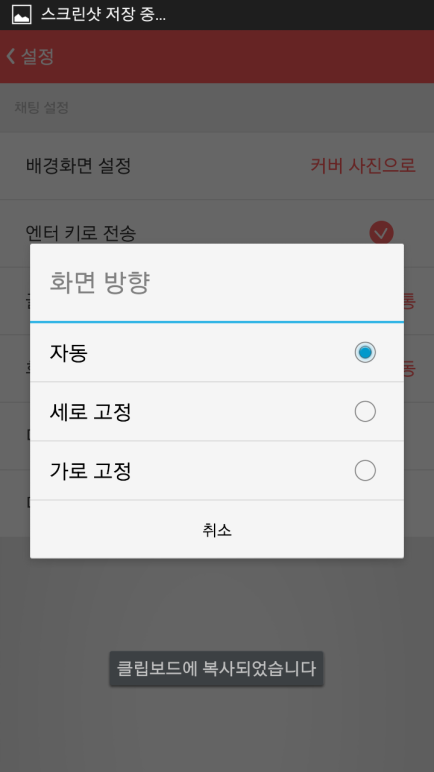 스크린샷 저장 중...
설정
채팅 설정
배경화면 설정 커버 사진으로
엔터 키로 전송
화면 방향
자동
세로 고정
가로 고정
취소
클립보드에 복사되었습니다